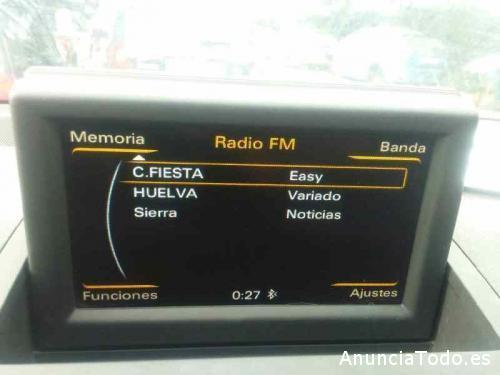 Memoria Radio FM Banda
C.FIESTA Easy
HUELVA Variado
Sierra Noticias
Funciones 0:27 Ajustes
AnunciaTodo.es